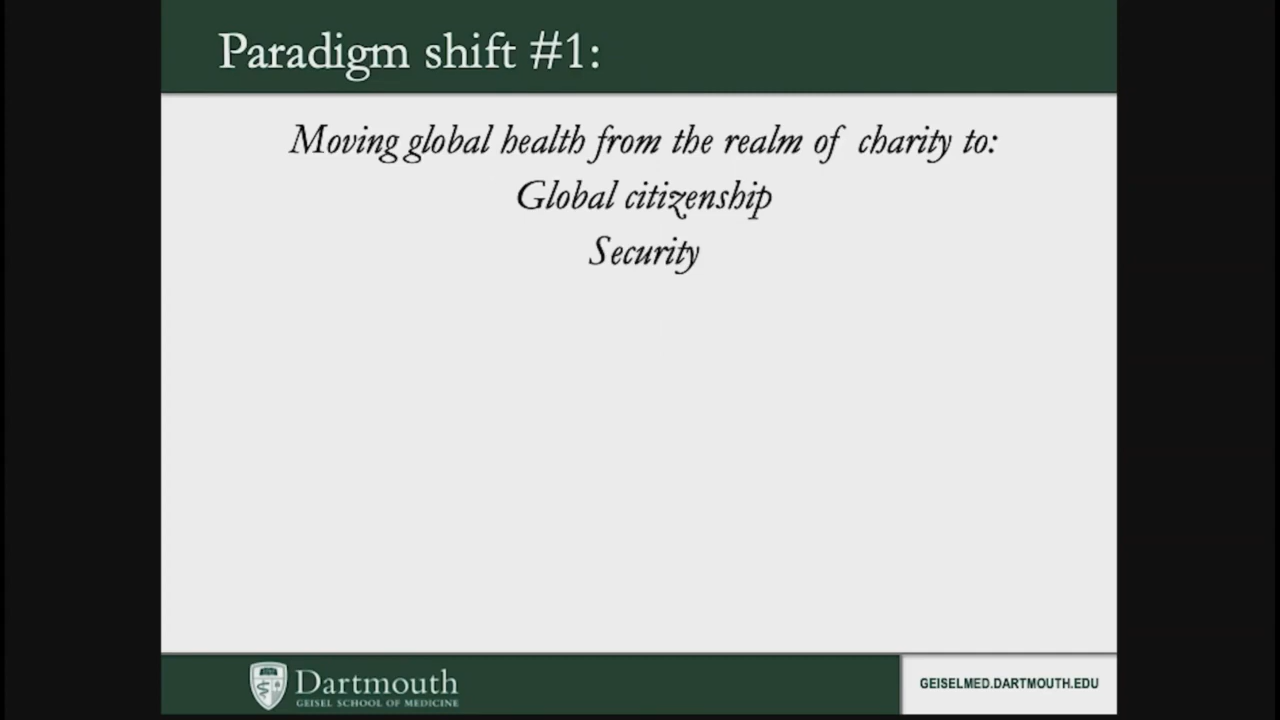 Paradigm shift #1:
Moving global health from the realm of charity to:
Global citizenship
Security
Dartmouth
GEISEL SCHOOL OF MEDICINE
GEISELMED.DARTMOUTH.EDU